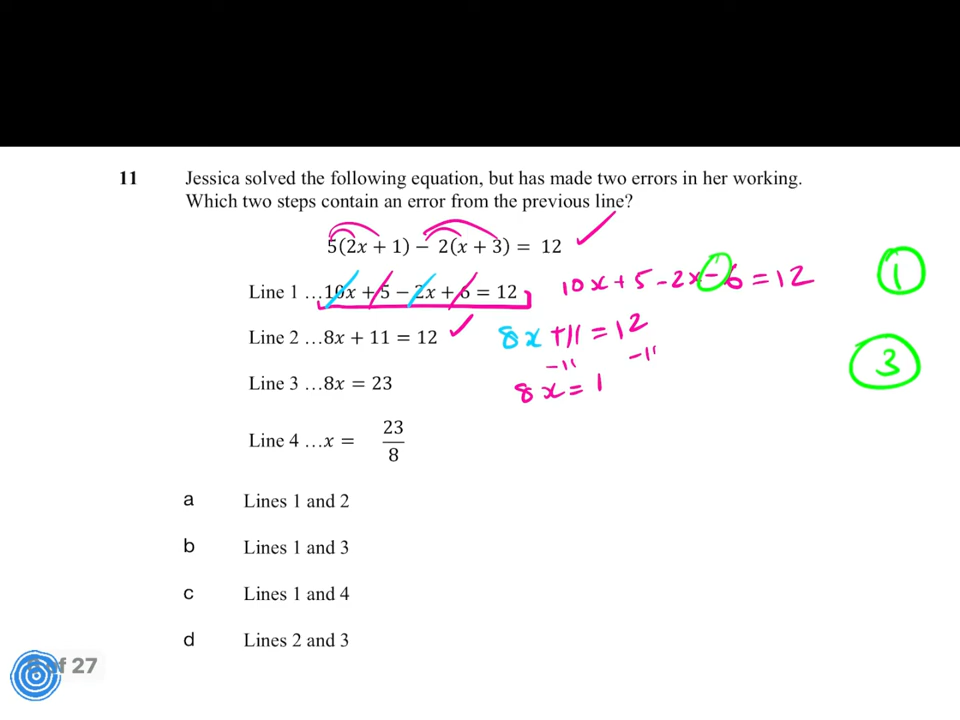 11 Jessica solved the following equation, but has made two errors in her working.
Which two steps contain an error from the previous line?
5(2x + 1) − 2(x + 3) = 12
Line 1 …10x + 5 − 2x + 6 = 12 10x + 5 - 2x - 6 = 12 1
Line 2 …8x + 11 = 12 8x + 11 = 12
-11 -11
Line 3 …8x = 23 8x = 1 3
Line 4 …x = 23/8
a Lines 1 and 2
b Lines 1 and 3
c Lines 1 and 4
d Lines 2 and 3
of 27